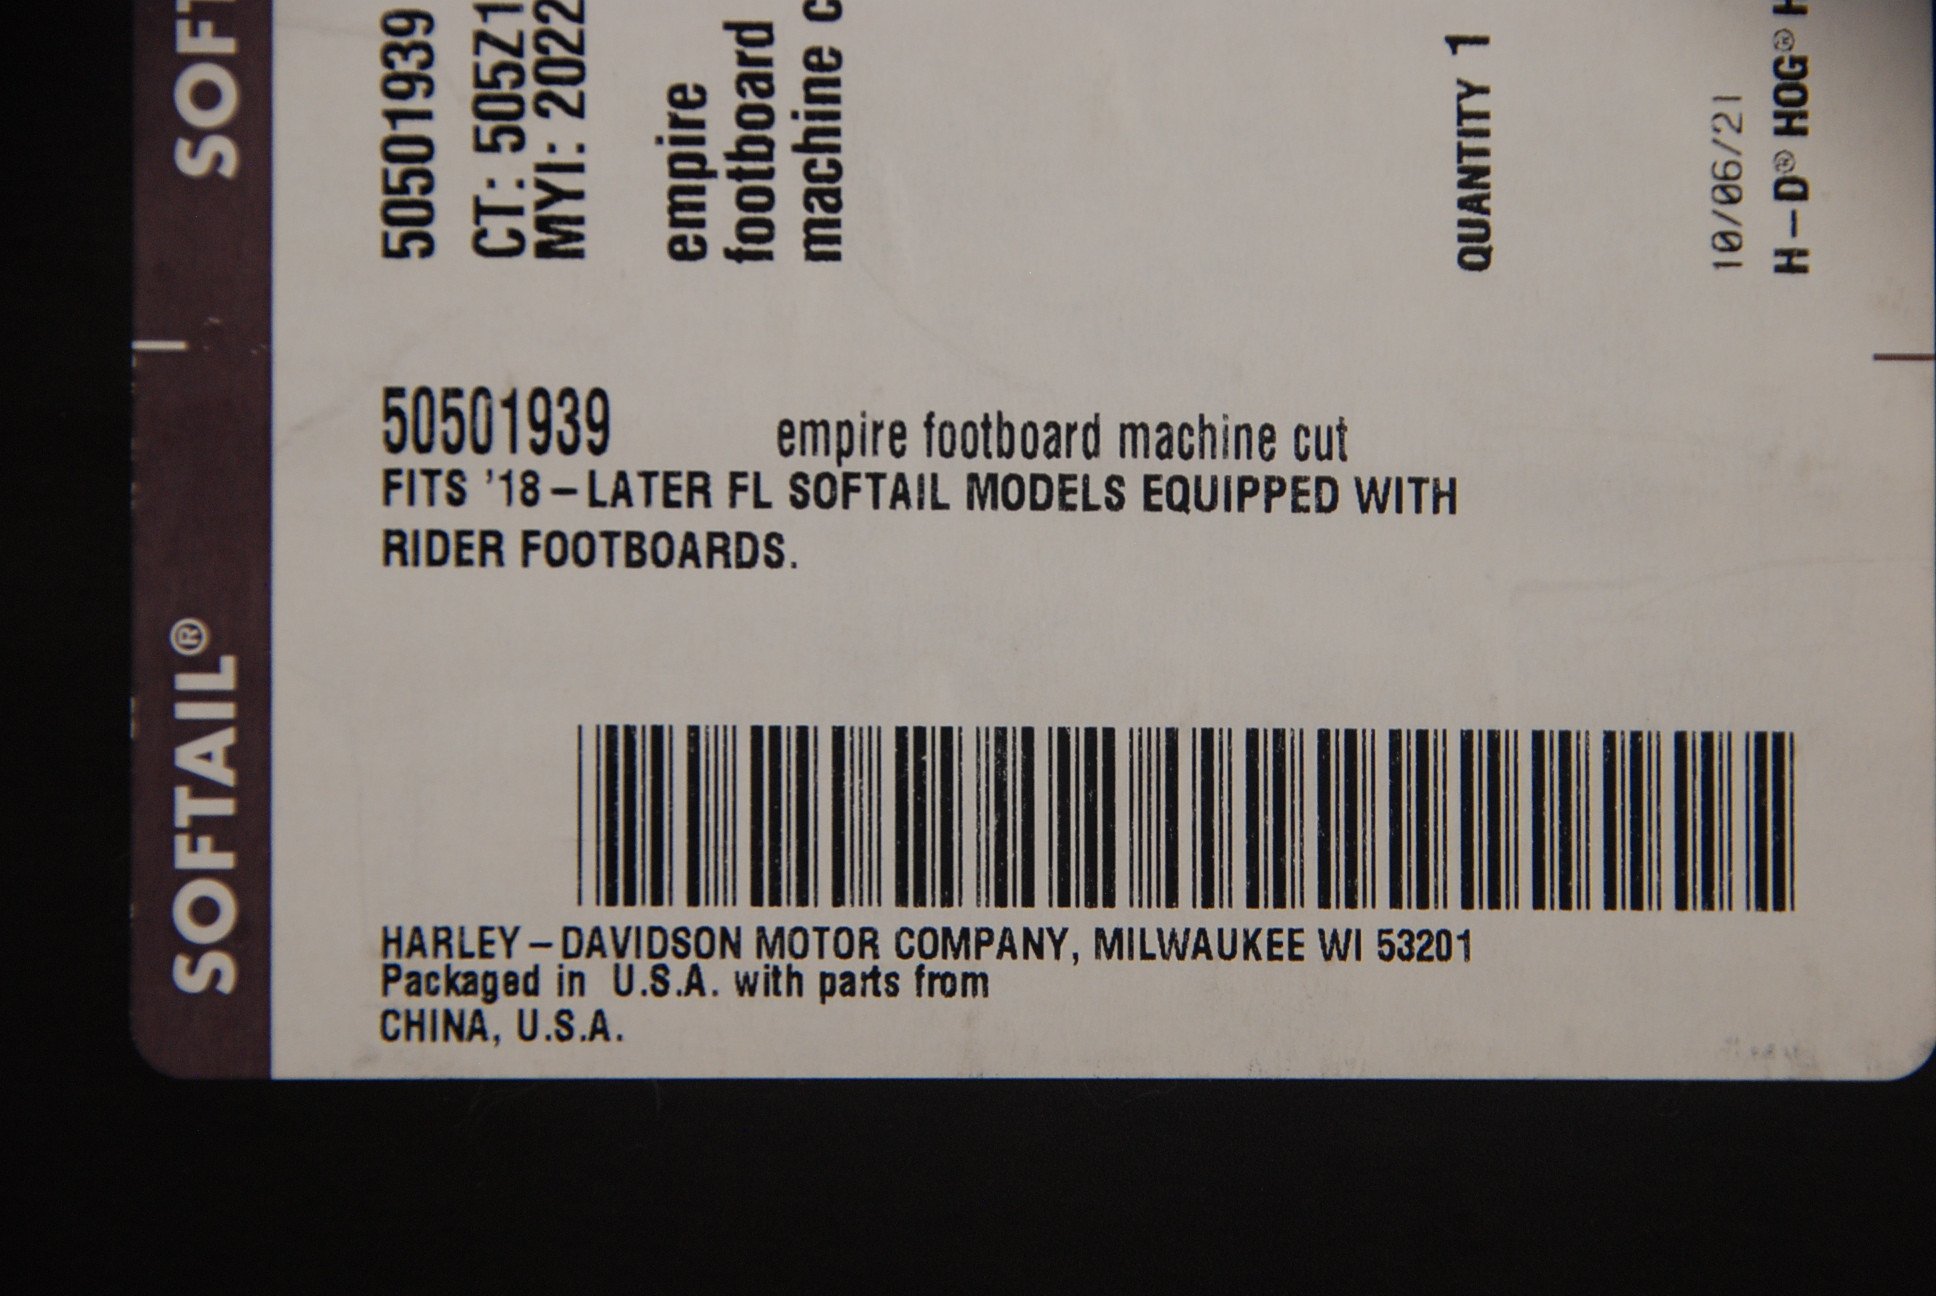 SOFT
50501939
CT: 505Z1
MYI: 2022
empire
footboard
machine c
QUANTITY 1
10/06/21
H-D® HOG® H
50501939 empire footboard machine cut
FITS '18-LATER FL SOFTAIL MODELS EQUIPPED WITH
RIDER FOOTBOARDS.
SOFTAIL®
HARLEY-DAVIDSON MOTOR COMPANY, MILWAUKEE WI 53201
Packaged in U.S.A. with parts from
CHINA, U.S.A.